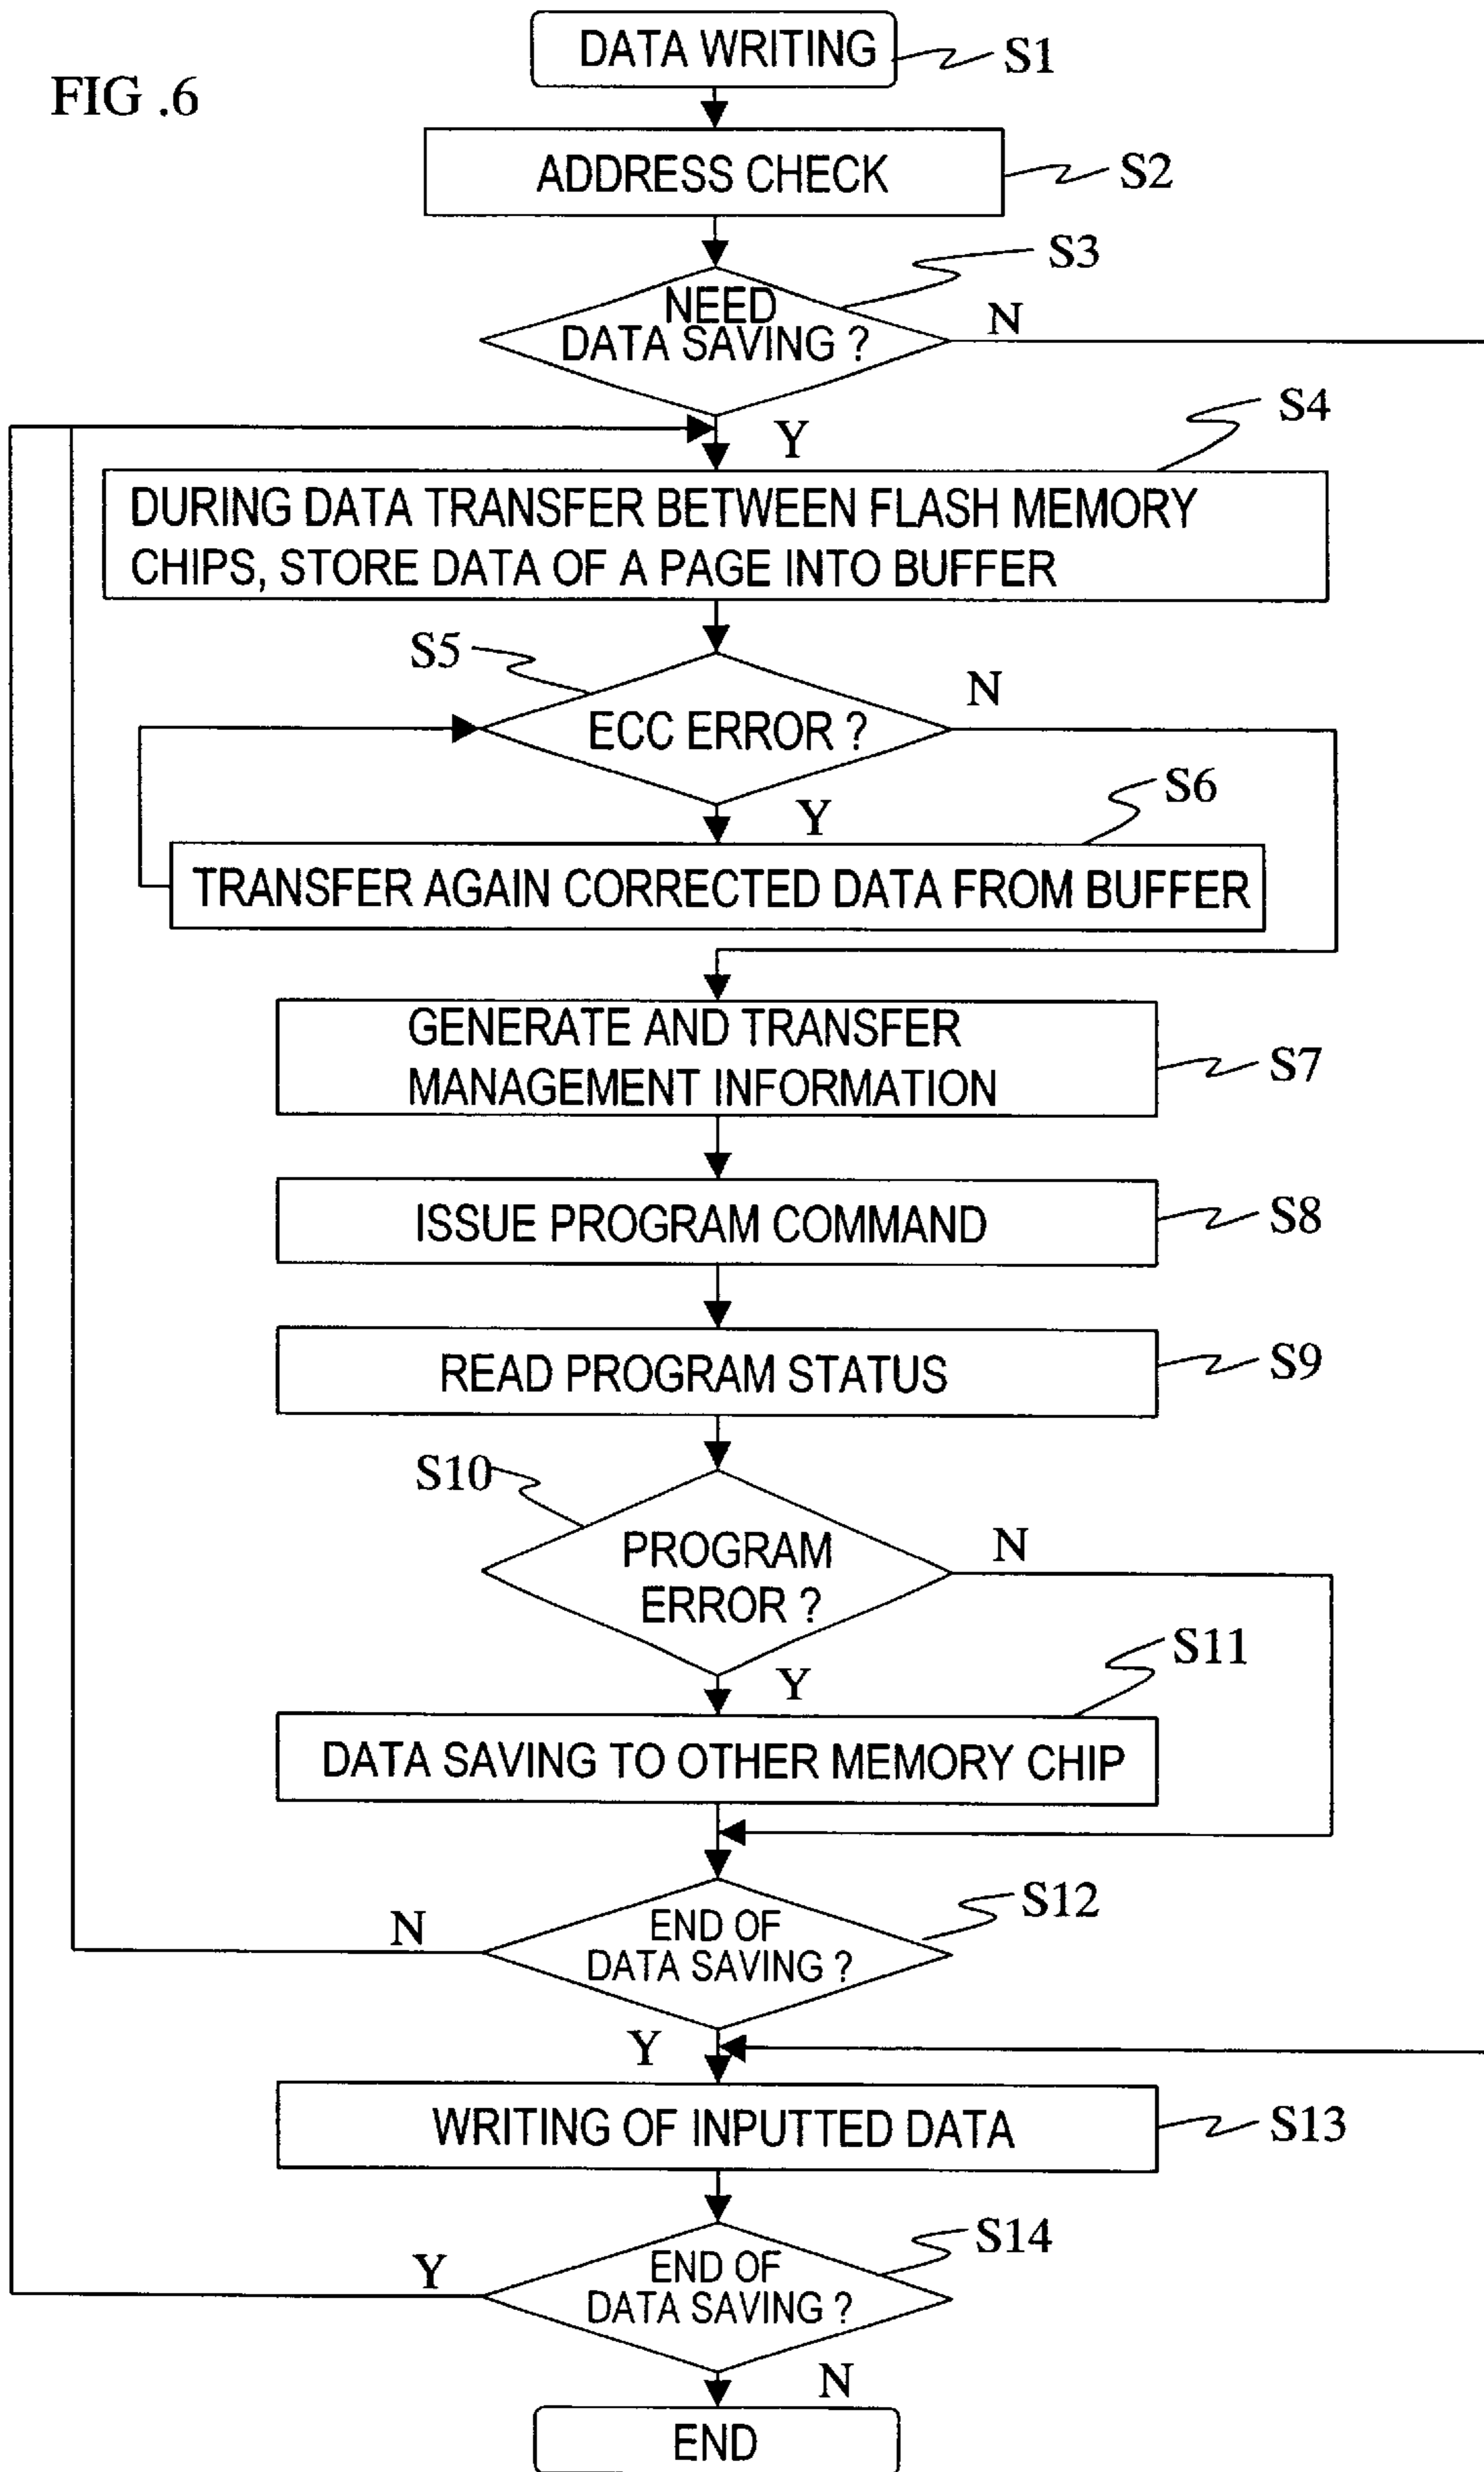 FIG .6
DATA WRITING
S1
ADDRESS CHECK
S2
S3
NEED
DATA SAVING ?
N
Y
S4
DURING DATA TRANSFER BETWEEN FLASH MEMORY
CHIPS, STORE DATA OF A PAGE INTO BUFFER
S5
ECC ERROR ?
N
Y
S6
TRANSFER AGAIN CORRECTED DATA FROM BUFFER
GENERATE AND TRANSFER
MANAGEMENT INFORMATION
S7
ISSUE PROGRAM COMMAND
S8
READ PROGRAM STATUS
S9
S10
PROGRAM
ERROR ?
N
Y
S11
DATA SAVING TO OTHER MEMORY CHIP
S12
END OF
DATA SAVING ?
N
Y
WRITING OF INPUTTED DATA
S13
S14
END OF
DATA SAVING ?
Y
N
END